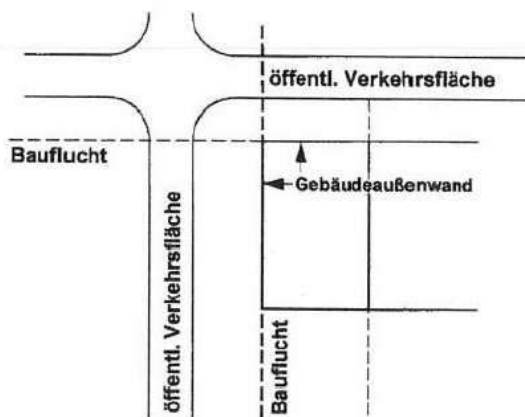 öffentl. Verkehrsfläche
Bauflucht
Gebäudeaußenwand
öffentl. Verkehrsfläche
Bauflucht